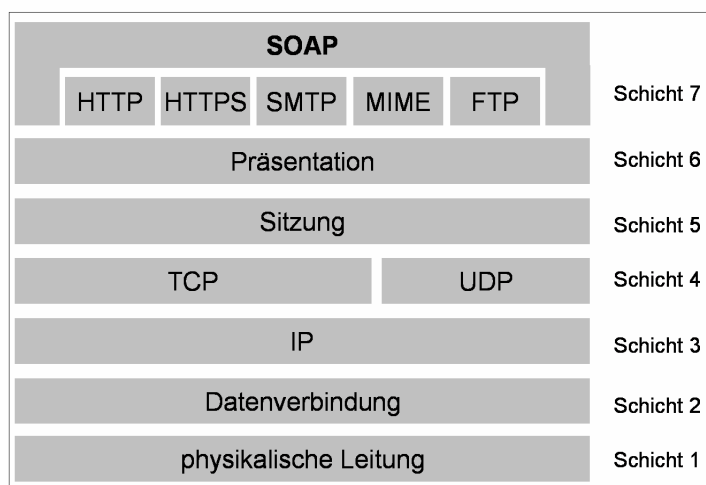 SOAP
HTTP HTTPS SMTP MIME FTP Schicht 7
Präsentation Schicht 6
Sitzung Schicht 5
TCP UDP Schicht 4
IP Schicht 3
Datenverbindung Schicht 2
physikalische Leitung Schicht 1